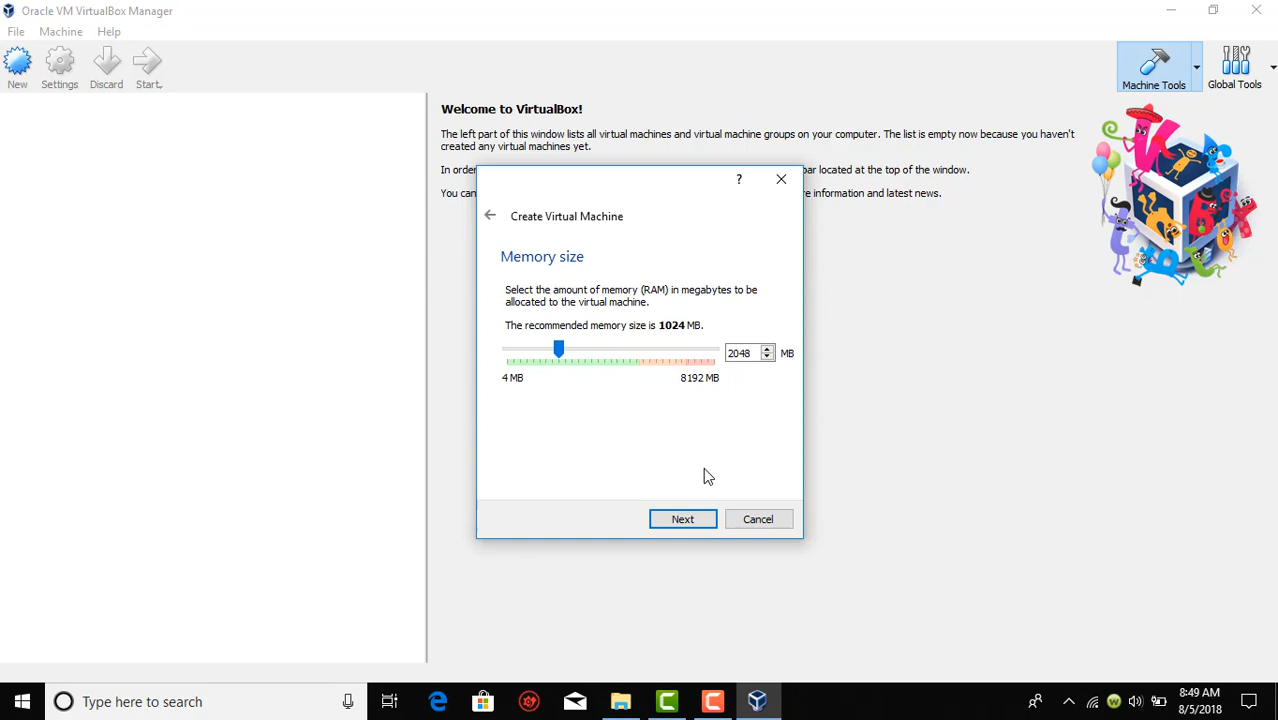 Oracle VM VirtualBox Manager
File Machine Help
New Settings Discard Start
Machine Tools Global Tools
Welcome to VirtualBox!
The left part of this window lists all virtual machines and virtual machine groups on your computer. The list is empty now because you haven't
created any virtual machines yet.
In order bar located at the top of the window.
You can re information and latest news.
?
Create Virtual Machine
Memory size
Select the amount of memory (RAM) in megabytes to be
allocated to the virtual machine.
The recommended memory size is 1024 MB.
2048 MB
4 MB 8192 MB
Next Cancel
Type here to search
8:49 AM
8/5/2018